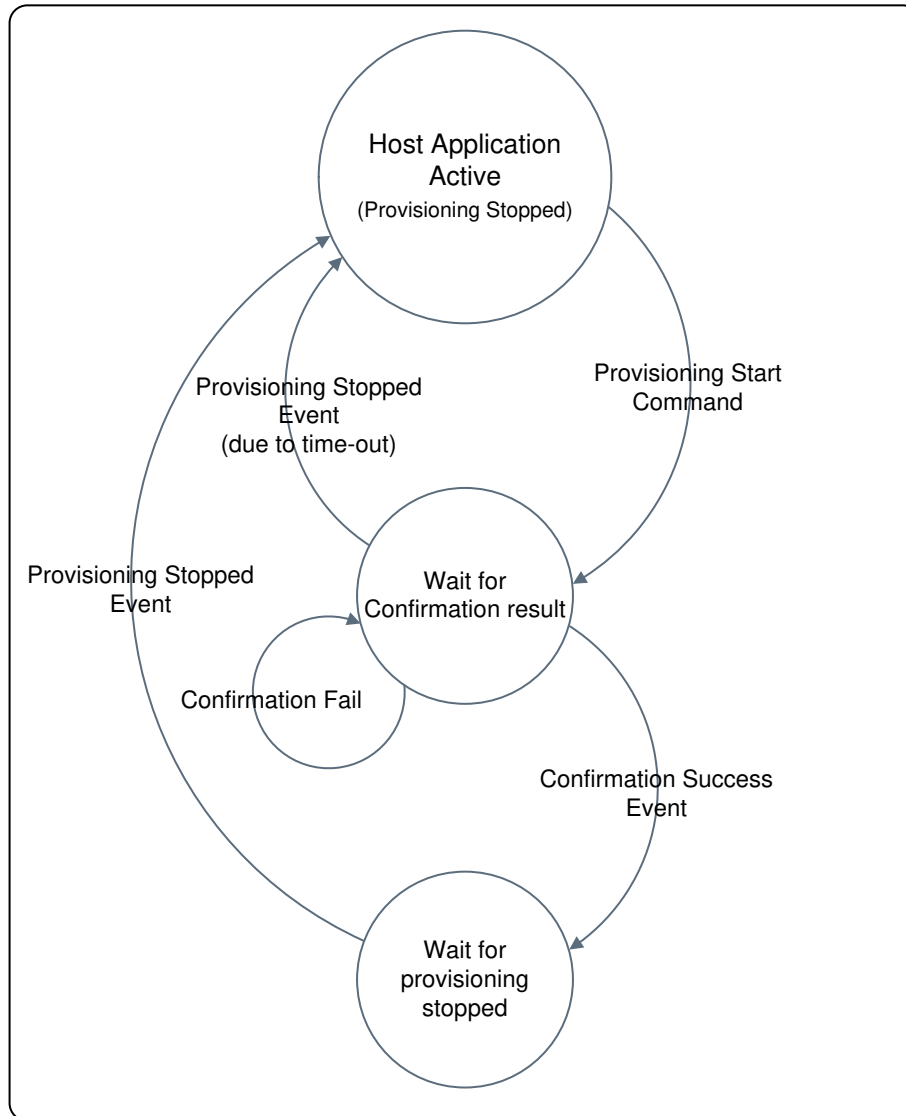 Host Application
Active
(Provisioning Stopped)
Provisioning Stopped
Event
(due to time-out)
Provisioning Start
Command
Provisioning Stopped
Event
Wait for
Confirmation result
Confirmation Fail
Confirmation Success
Event
Wait for
provisioning
stopped